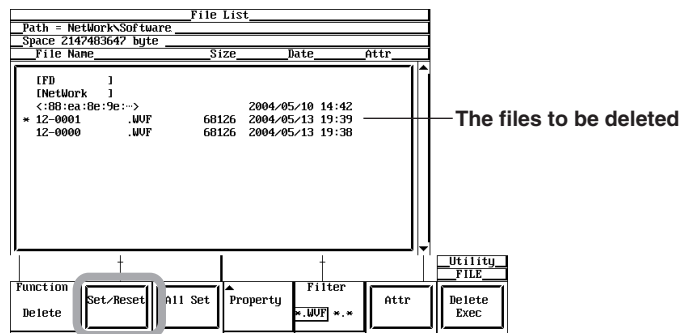 File List
Path = NetWork\Software
Space 2147483647 byte
File Name Size Date Attr
[FD ]
[NetWork ]
<:88:ea:8e:9e:…> 2004/05/10 14:42
* 12-0001 .WVF 68126 2004/05/13 19:39
12-0000 .WVF 68126 2004/05/13 19:38
The files to be deleted
Utility
FILE
Function
Delete
Set/Reset
All Set
Property
Filter
*.WVF *.*
Attr
Delete
Exec